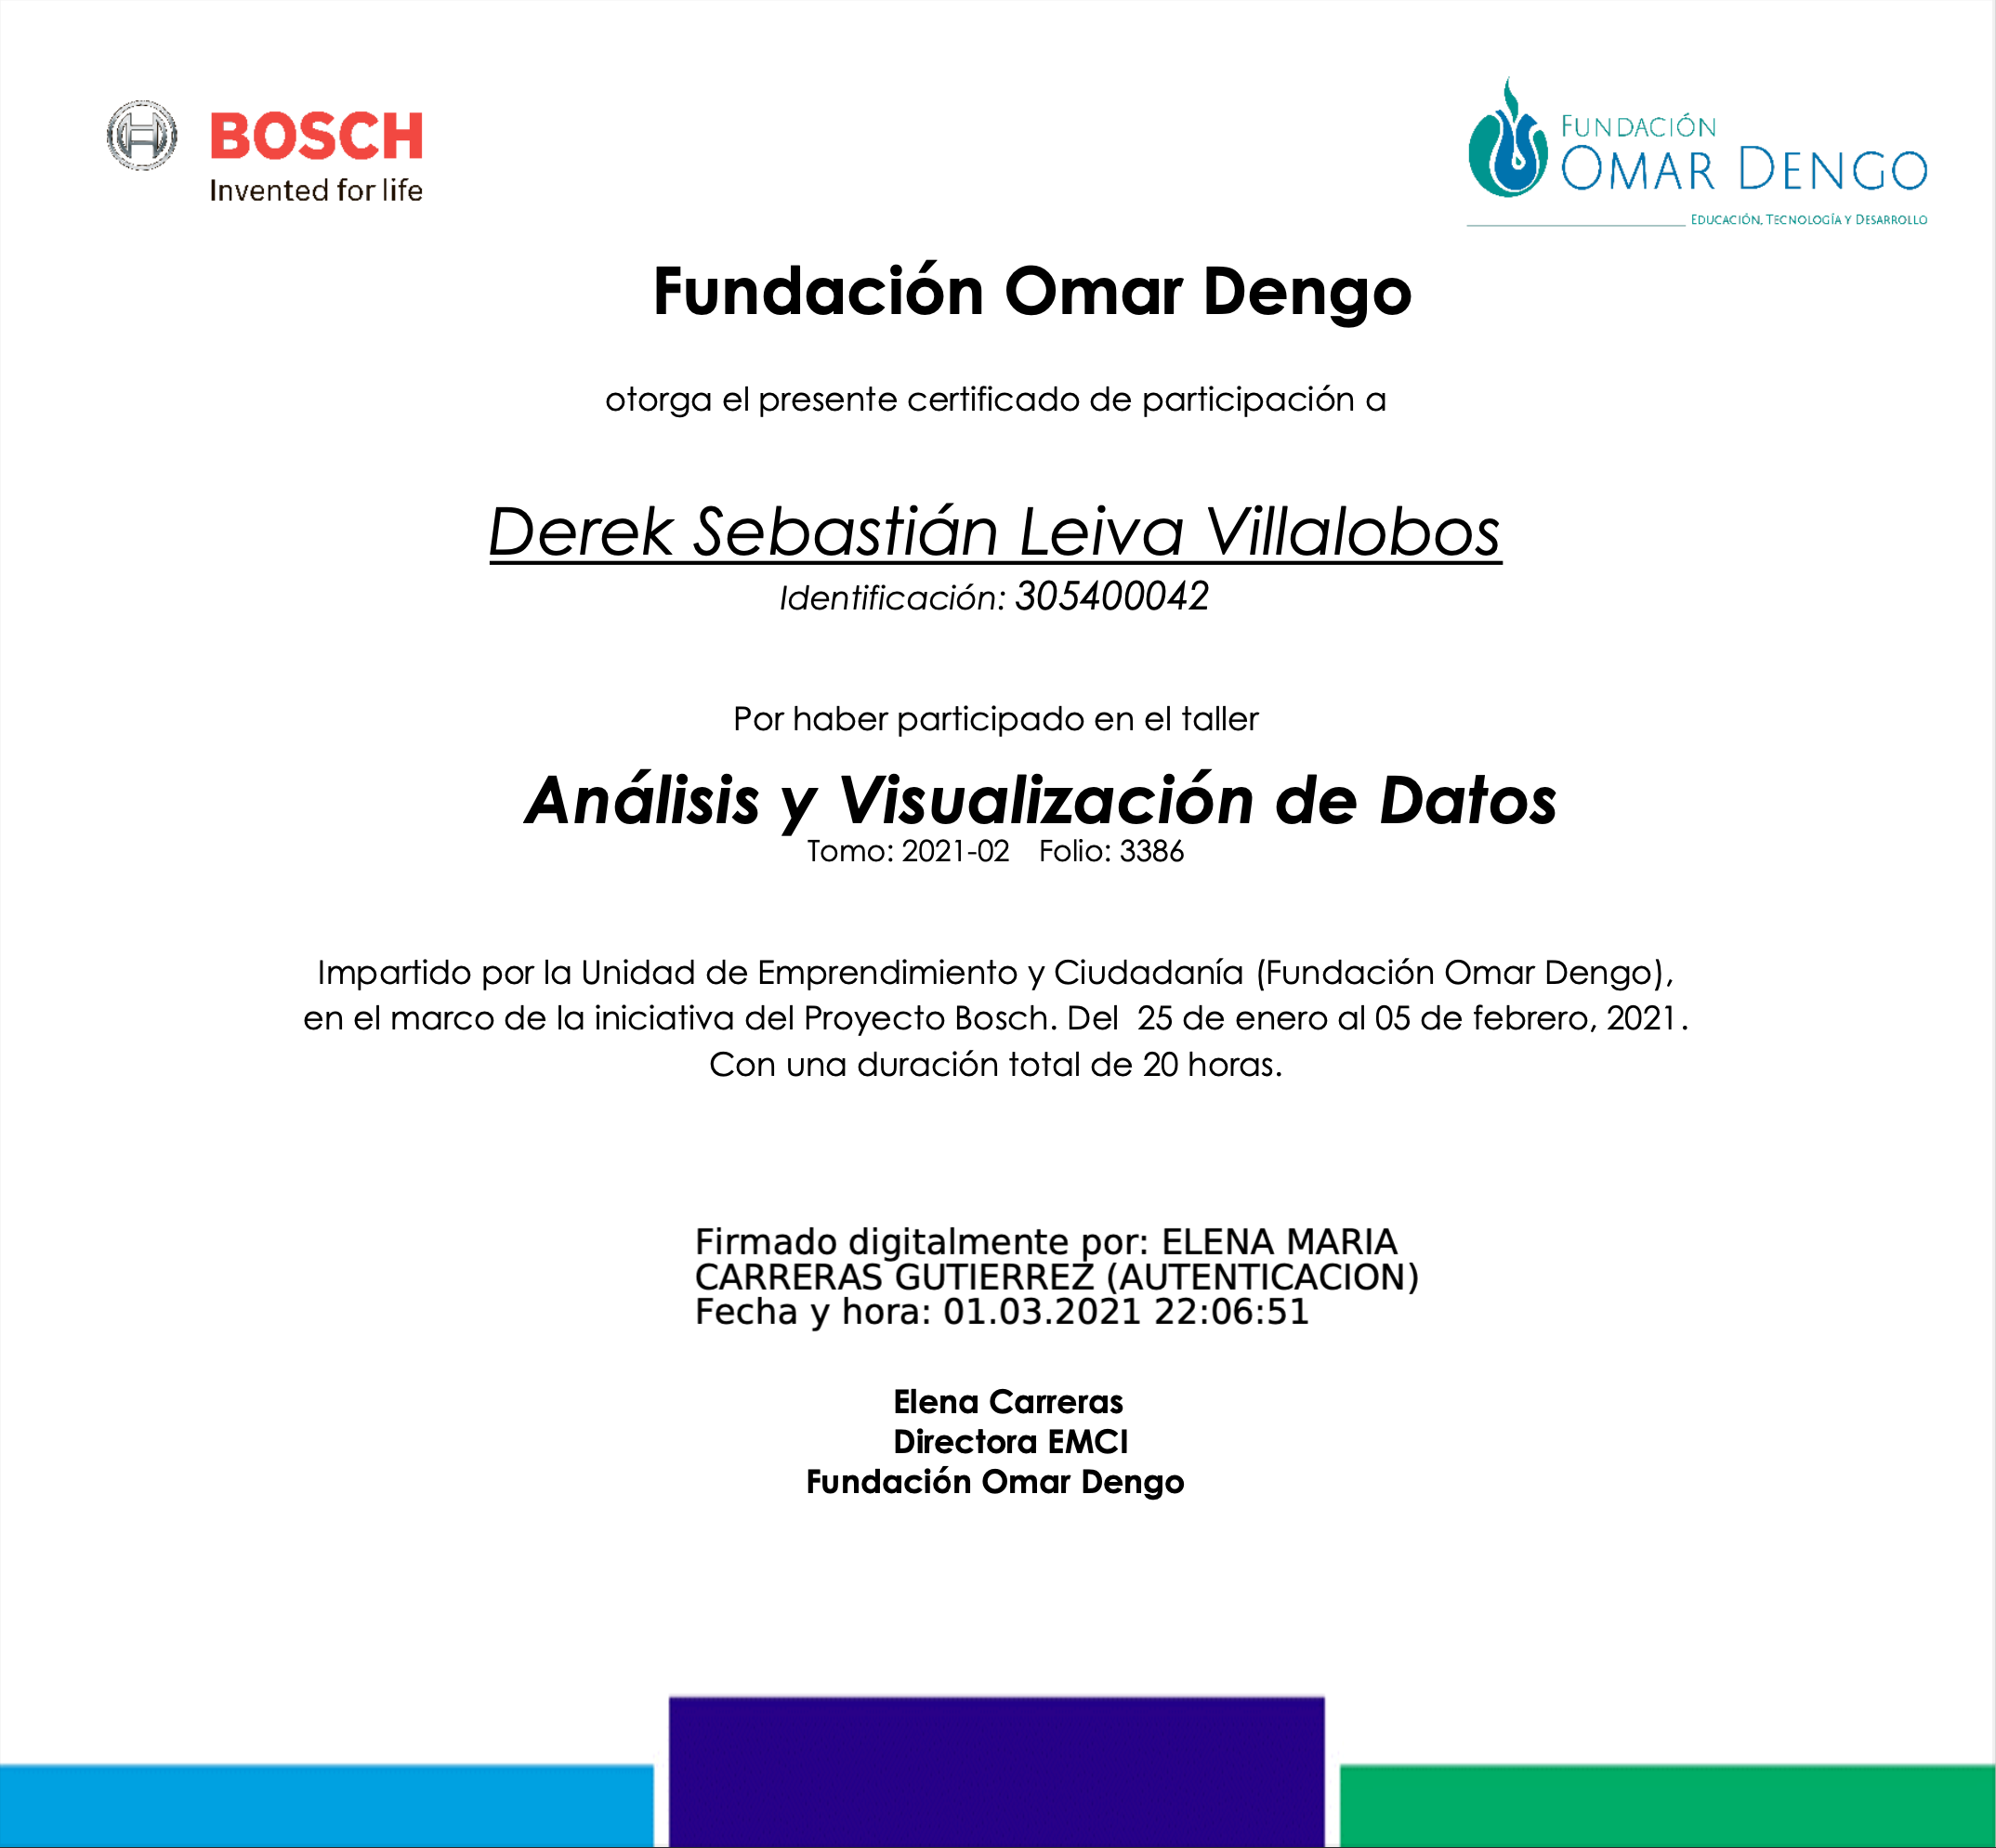 BOSCH
Invented for life
FUNDACIÓN
OMAR DENGO
EDUCACIÓN, TECNOLOGÍA Y DESARROLLO
Fundación Omar Dengo
otorga el presente certificado de participación a
Derek Sebastián Leiva Villalobos
Identificación: 305400042
Por haber participado en el taller
Análisis y Visualización de Datos
Tomo: 2021-02 Folio: 3386
Impartido por la Unidad de Emprendimiento y Ciudadanía (Fundación Omar Dengo),
en el marco de la iniciativa del Proyecto Bosch. Del 25 de enero al 05 de febrero, 2021.
Con una duración total de 20 horas.
Firmado digitalmente por: ELENA MARIA
CARRERAS GUTIERREZ (AUTENTICACION)
Fecha y hora: 01.03.2021 22:06:51
Elena Carreras
Directora EMCI
Fundación Omar Dengo